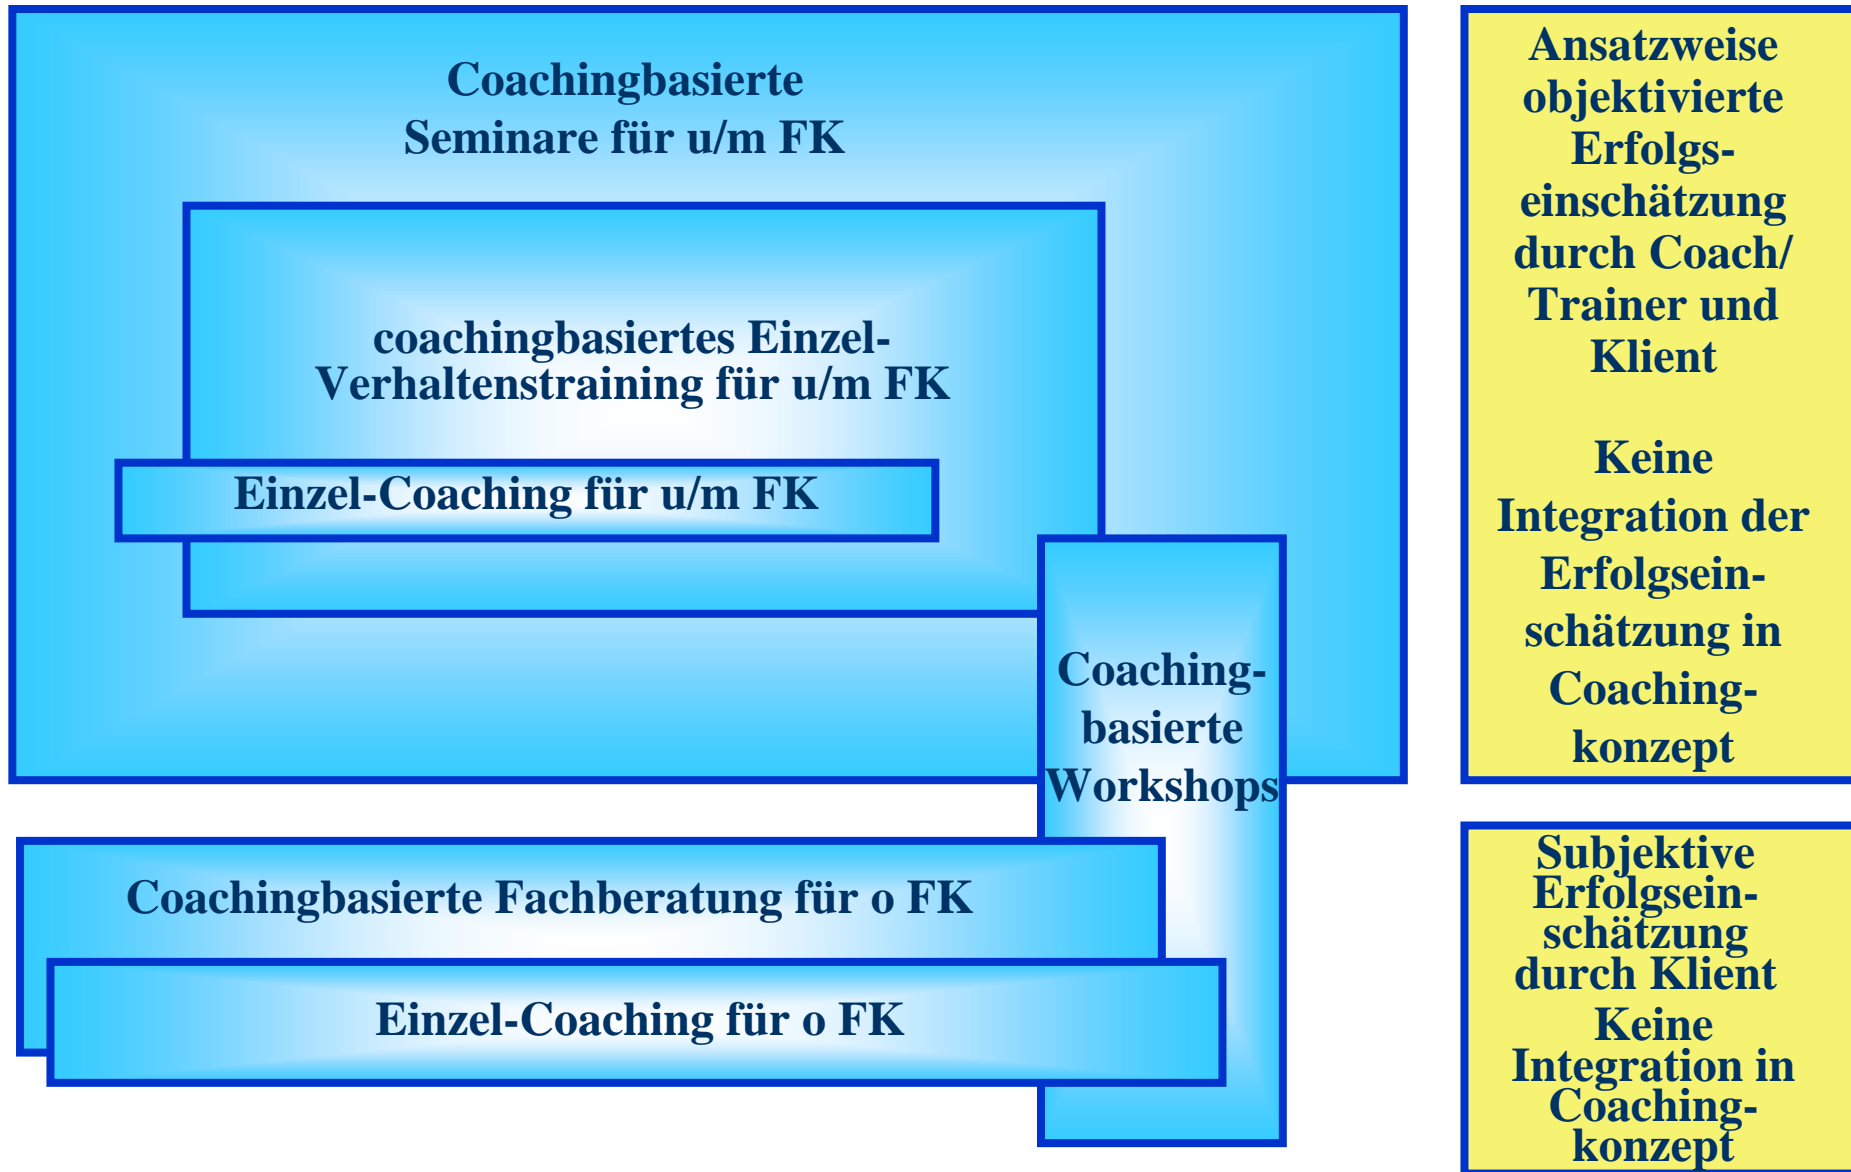 Coachingbasierte
Seminare für u/m FK
coachingbasiertes Einzel-
Verhaltenstraining für u/m FK
Einzel-Coaching für u/m FK
Coaching-
basierte
Workshops
Coachingbasierte Fachberatung für o FK
Einzel-Coaching für o FK
Ansatzweise
objektivierte
Erfolgs-
einschätzung
durch Coach/
Trainer und
Klient
Keine
Integration der
Erfolgsein-
schätzung in
Coaching-
konzept
Subjektive
Erfolgsein-
schätzung
durch Klient
Keine
Integration in
Coaching-
konzept